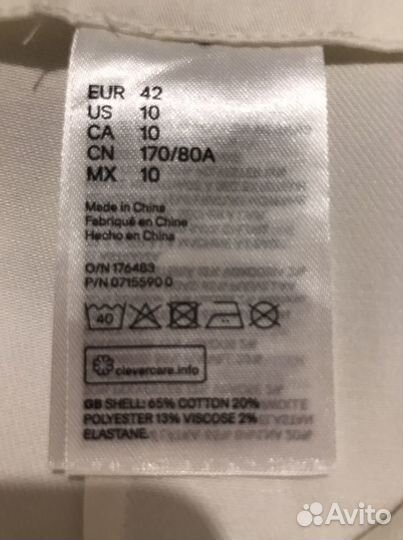 EUR 42
US 10
CA 10
CN 170/80A
MX 10
Made in China
Fabriqué en Chine
Hecho en China
O/N 176483
P/N 0715590 0
40
clevercare.info
GB SHELL: 65% COTTON 20%
POLYESTER 13% VISCOSE 2%
ELASTANE.
Avito